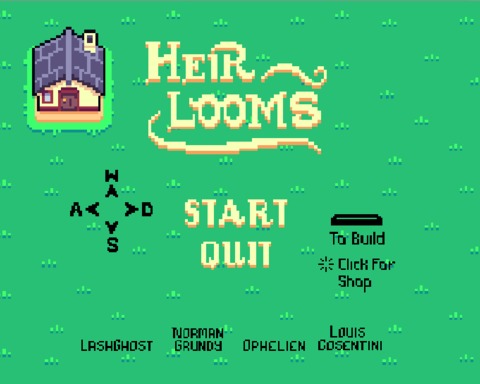 HEIR
LOOMS
W
A D
S
START
QUIT
To Build
Click For
Shop
LASHGHOST
NORMAN
GRUNDY
OPHELIEN
LOUIS
COSENTINI